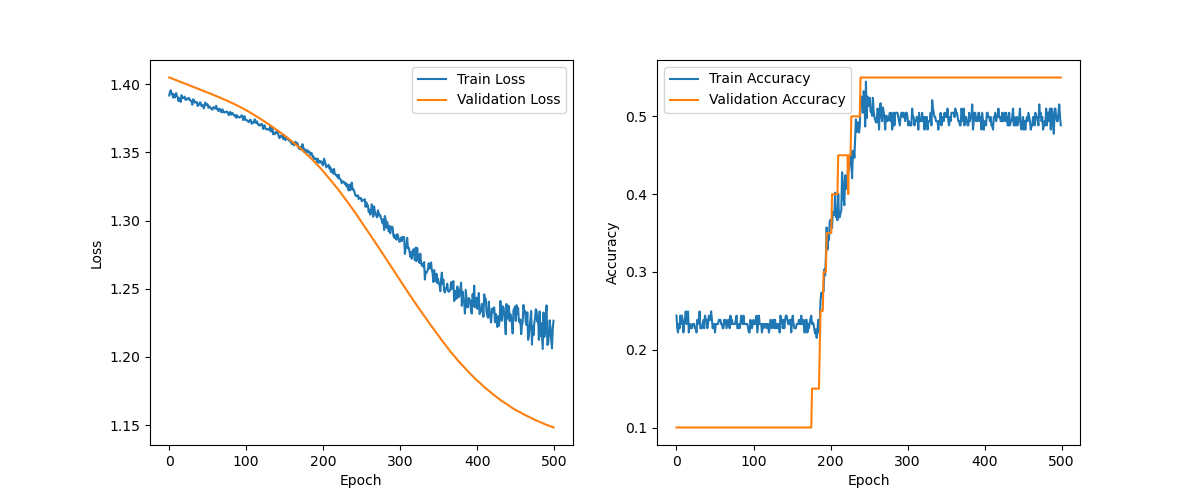 Train Loss
Validation Loss
1.40
1.35
1.30
1.25
1.20
1.15
Loss
0
100
200
300
400
500
Epoch
Train Accuracy
Validation Accuracy
0.5
0.4
0.3
0.2
0.1
Accuracy
0
100
200
300
400
500
Epoch